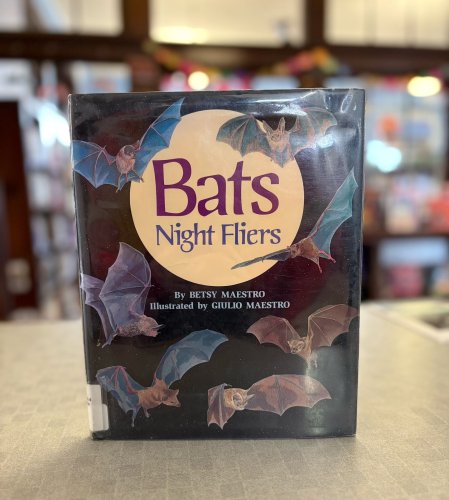 Bats
Night Fliers
By BETSY MAESTRO
Illustrated by GIULIO MAESTRO